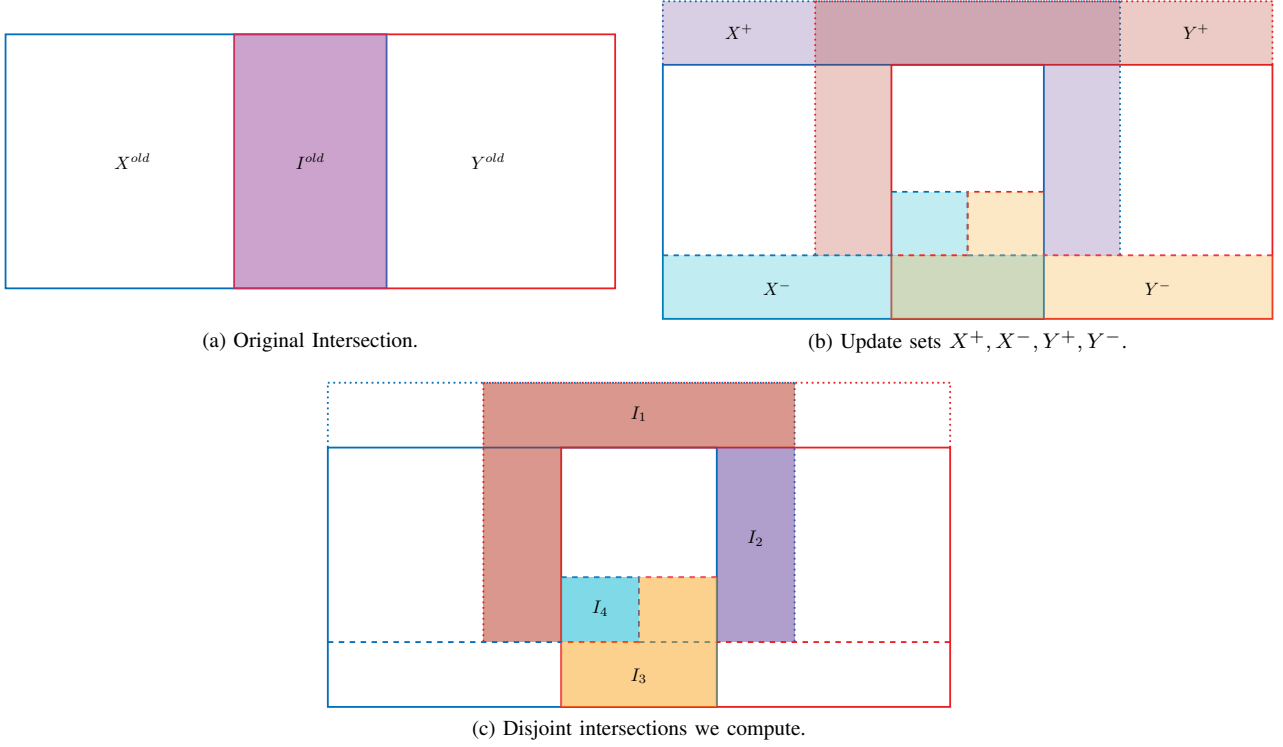 X^{old}
I^{old}
Y^{old}
(a) Original Intersection.
X^+
Y^+
X^-
Y^-
(b) Update sets X^+, X^-, Y^+, Y^-.
I_1
I_2
I_4
I_3
(c) Disjoint intersections we compute.